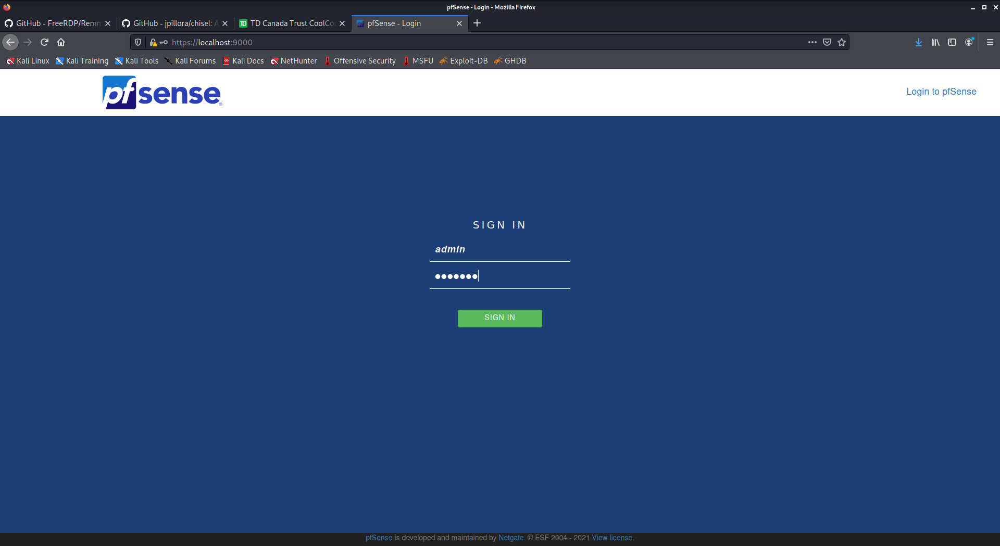 pfSense - Login - Mozilla Firefox
GitHub - FreeRDP/Remm
GitHub - jpillora/chisel: A
TD Canada Trust CoolCo
pfSense - Login
https://localhost:9000
Kali Linux Kali Training Kali Tools Kali Forums Kali Docs NetHunter Offensive Security MSFU Exploit-DB GHDB
pfsense®
Login to pfSense
SIGN IN
admin
●●●●●●●
SIGN IN
pfSense is developed and maintained by Netgate. © ESF 2004 - 2021 View license.